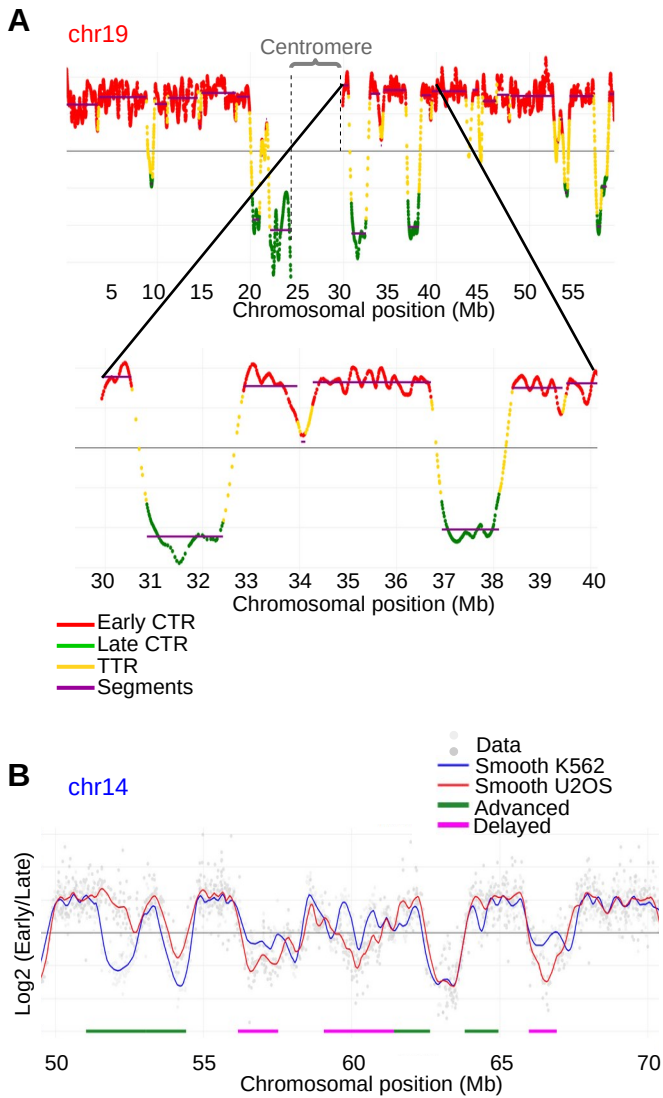 A
chr19
Centromere
5 10 15 20 25 30 35 40 45 50 55
Chromosomal position (Mb)
30 31 32 33 34 35 36 37 38 39 40
Chromosomal position (Mb)
Early CTR
Late CTR
TTR
Segments
B
chr14
Data
Smooth K562
Smooth U2OS
Advanced
Delayed
Log2 (Early/Late)
50 55 60 65 70
Chromosomal position (Mb)